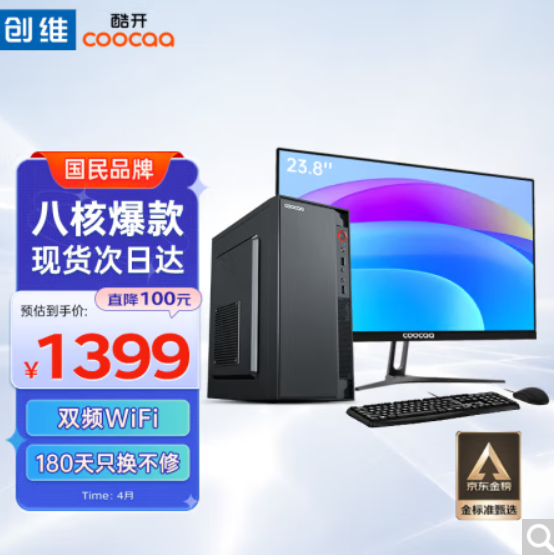 创维
酷开
coocaa
国民品牌
八核爆款
现货次日达
预估到手价:
直降100元
¥1399
双频WiFi
180天只换不修
Time: 4月
23.8"
coocaa
coocaa
京东金榜
金标准甄选